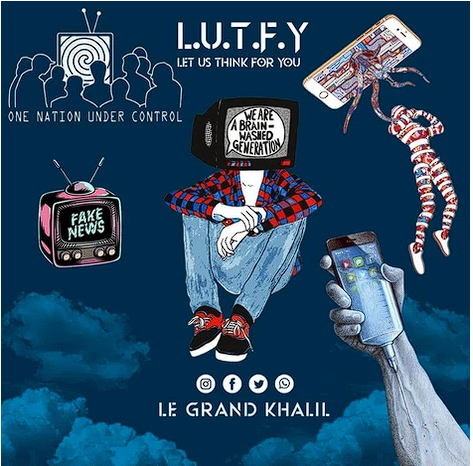 L.U.T.F.Y
LET US THINK FOR YOU
ONE NATION UNDER CONTROL
WE ARE
A BRAIN-
WASHED
GENERATION
FAKE
NEWS
LE GRAND KHALIL